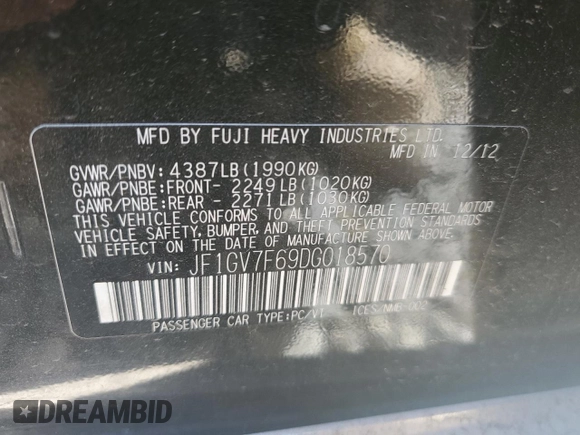 MFD BY FUJI HEAVY INDUSTRIES LTD.
MFD IN 12/12
GVWR/PNBV: 4387LB(1990KG)
GAWR/PNBE:FRONT- 2249LB(1020KG)
GAWR/PNBE:REAR - 2271LB(1030KG)
THIS VEHICLE CONFORMS TO ALL APPLICABLE FEDERAL MOTOR
VEHICLE SAFETY, BUMPER, AND THEFT PREVENTION STANDARDS
IN EFFECT ON THE DATE OF MANUFACTURE SHOWN ABOVE.
VIN: JF1GV7F69DG018570
PASSENGER CAR TYPE:PC/V1
DREAMBID